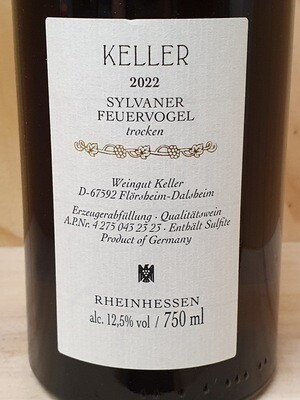 KELLER
2022
SYLVANER
FEUERVOGEL
trocken
Weingut Keller
D-67592 Flörsheim-Dalsheim
Erzeugerabfüllung · Qualitätswein
A.P.Nr. 4 275 043 25 23 · Enthält Sulfite
Product of Germany
RHEINHESSEN
alc. 12,5% vol / 750 ml